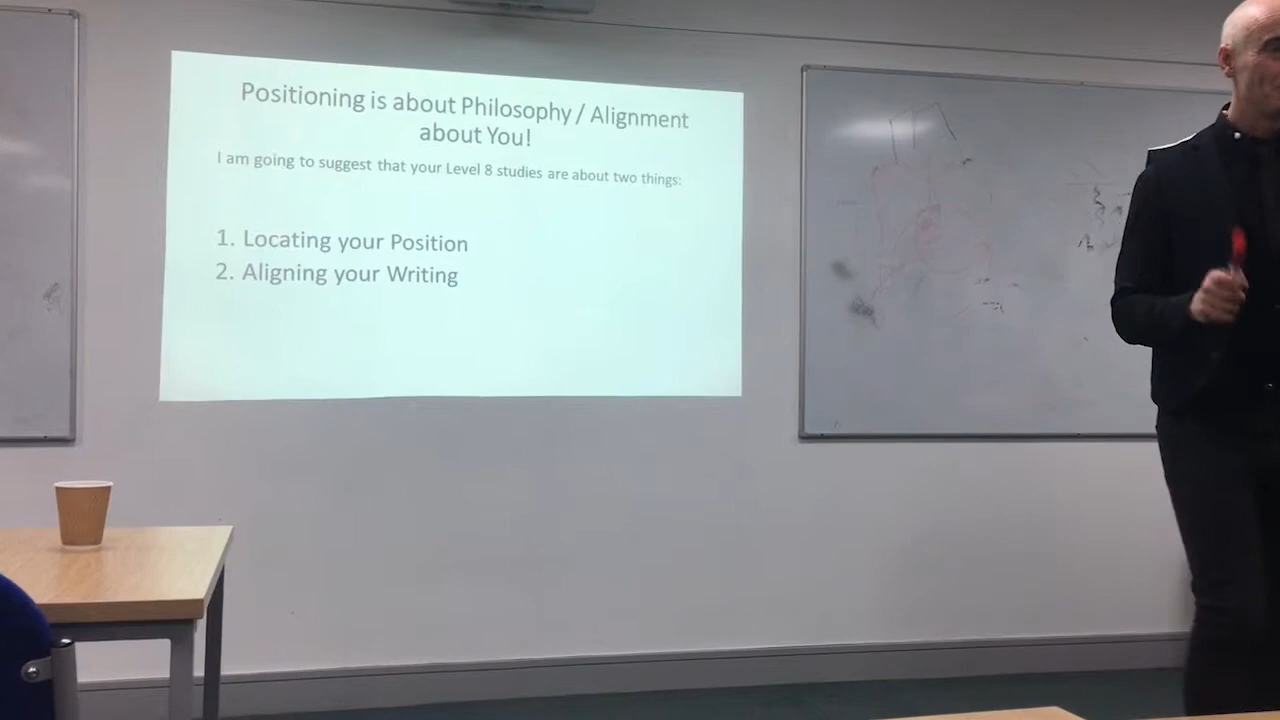 Positioning is about Philosophy / Alignment
about You!
I am going to suggest that your Level 8 studies are about two things:
1. Locating your Position
2. Aligning your Writing